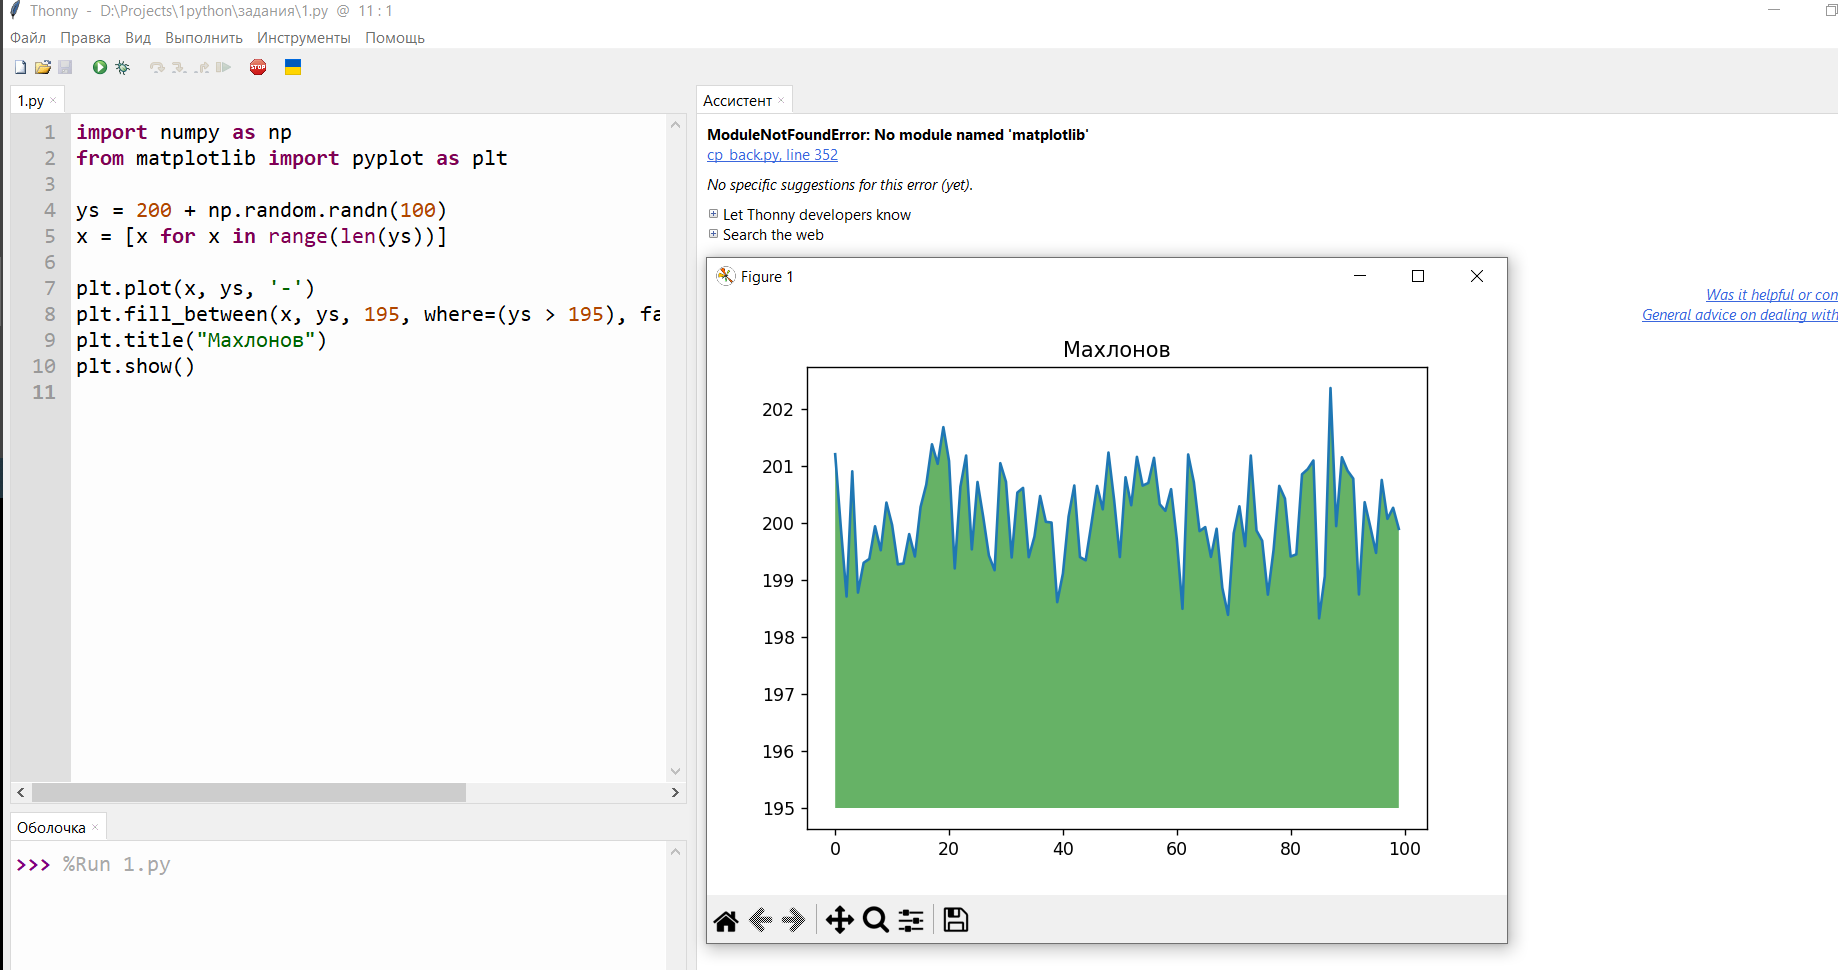 Thonny - D:\Projects\1python\задания\1.py @ 11 : 1
Файл Правка Вид Выполнить Инструменты Помощь
STOP
1.py
1 import numpy as np
2 from matplotlib import pyplot as plt
3
4 ys = 200 + np.random.randn(100)
5 x = [x for x in range(len(ys))]
6
7 plt.plot(x, ys, '-')
8 plt.fill_between(x, ys, 195, where=(ys > 195), fa
9 plt.title("Махлонов")
10 plt.show()
11
Оболочка
>>> %Run 1.py
Ассистент
ModuleNotFoundError: No module named 'matplotlib'
cp_back.py, line 352
No specific suggestions for this error (yet).
Let Thonny developers know
Search the web
Was it helpful or con
General advice on dealing with
Figure 1
Махлонов
202
201
200
199
198
197
196
195
0 20 40 60 80 100